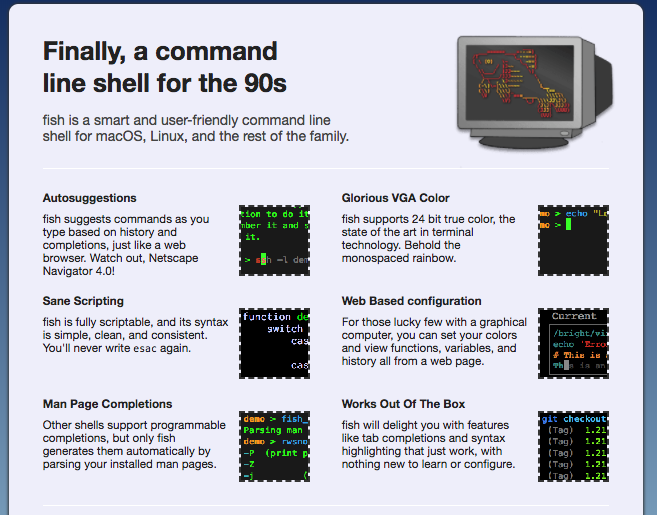 Finally, a command
line shell for the 90s
fish is a smart and user-friendly command line
shell for macOS, Linux, and the rest of the family.
Autosuggestions
fish suggests commands as you
type based on history and
completions, just like a web
browser. Watch out, Netscape
Navigator 4.0!
tion to do it
mber it and s
it.
Glorious VGA Color
fish supports 24 bit true color, the
state of the art in terminal
technology. Behold the
monospaced rainbow.
mo > echo "Lo
mo >
Sane Scripting
fish is fully scriptable, and its syntax
is simple, clean, and consistent.
You'll never write esac again.
function de
switch
cas
cas
Web Based configuration
For those lucky few with a graphical
computer, you can set your colors
and view functions, variables, and
history all from a web page.
Current
/bright/vi
echo 'Erro
# This is a
This is an
Man Page Completions
Other shells support programmable
completions, but only fish
generates them automatically by
parsing your installed man pages.
demo > fish_
Parsing man
demo > rwsno
-P (print p
-Z
-j (
Works Out Of The Box
fish will delight you with features
like tab completions and syntax
highlighting that just work, with
nothing new to learn or configure.
git checkout
(Tag) 1.21
(Tag) 1.21
(Tag) 1.21
(Tag) 1.21
(Tag) 1.21